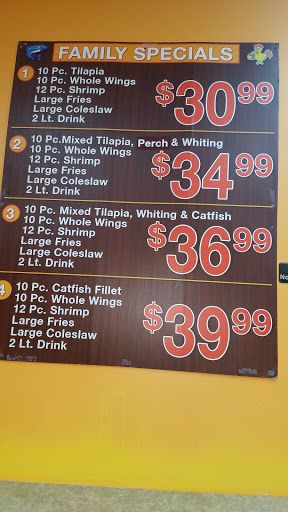 FAMILY SPECIALS
1 10 Pc. Tilapia
10 Pc. Whole Wings
12 Pc. Shrimp
Large Fries
Large Coleslaw
2 Lt. Drink
$30.99
2 10 Pc.Mixed Tilapia, Perch & Whiting
10 Pc. Whole Wings
12 Pc. Shrimp
Large Fries
Large Coleslaw
2 Lt. Drink
$34.99
3 10 Pc. Mixed Tilapia, Whiting & Catfish
10 Pc. Whole Wings
12 Pc. Shrimp
Large Fries
Large Coleslaw
2 Lt. Drink
$36.99
4 10 Pc. Catfish Fillet
10 Pc. Whole Wings
12 Pc. Shrimp
Large Fries
Large Coleslaw
2 Lt. Drink
$39.99